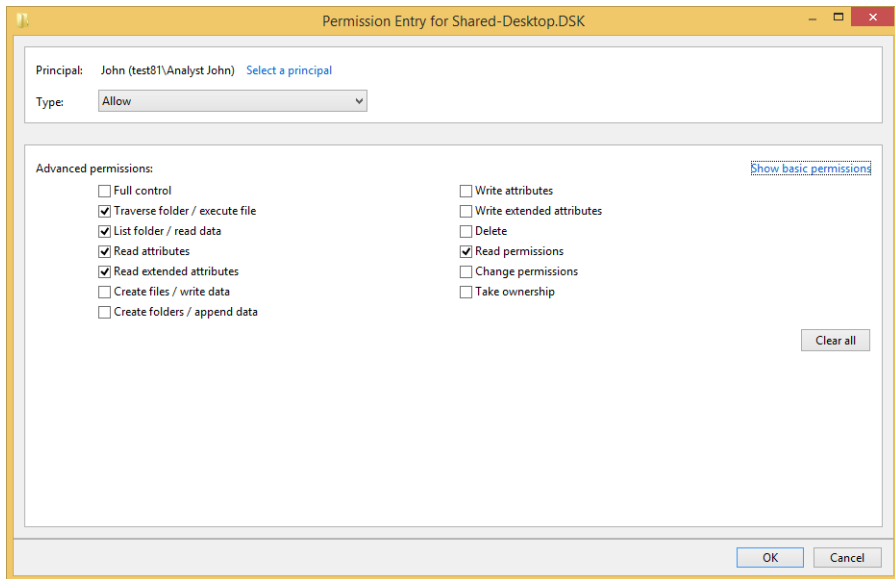 Permission Entry for Shared-Desktop.DSK
Principal: John (test81\Analyst John) Select a principal
Type: Allow
Advanced permissions: Show basic permissions
Full control Write attributes
Traverse folder / execute file Write extended attributes
List folder / read data Delete
Read attributes Read permissions
Read extended attributes Change permissions
Create files / write data Take ownership
Create folders / append data
Clear all
OK Cancel